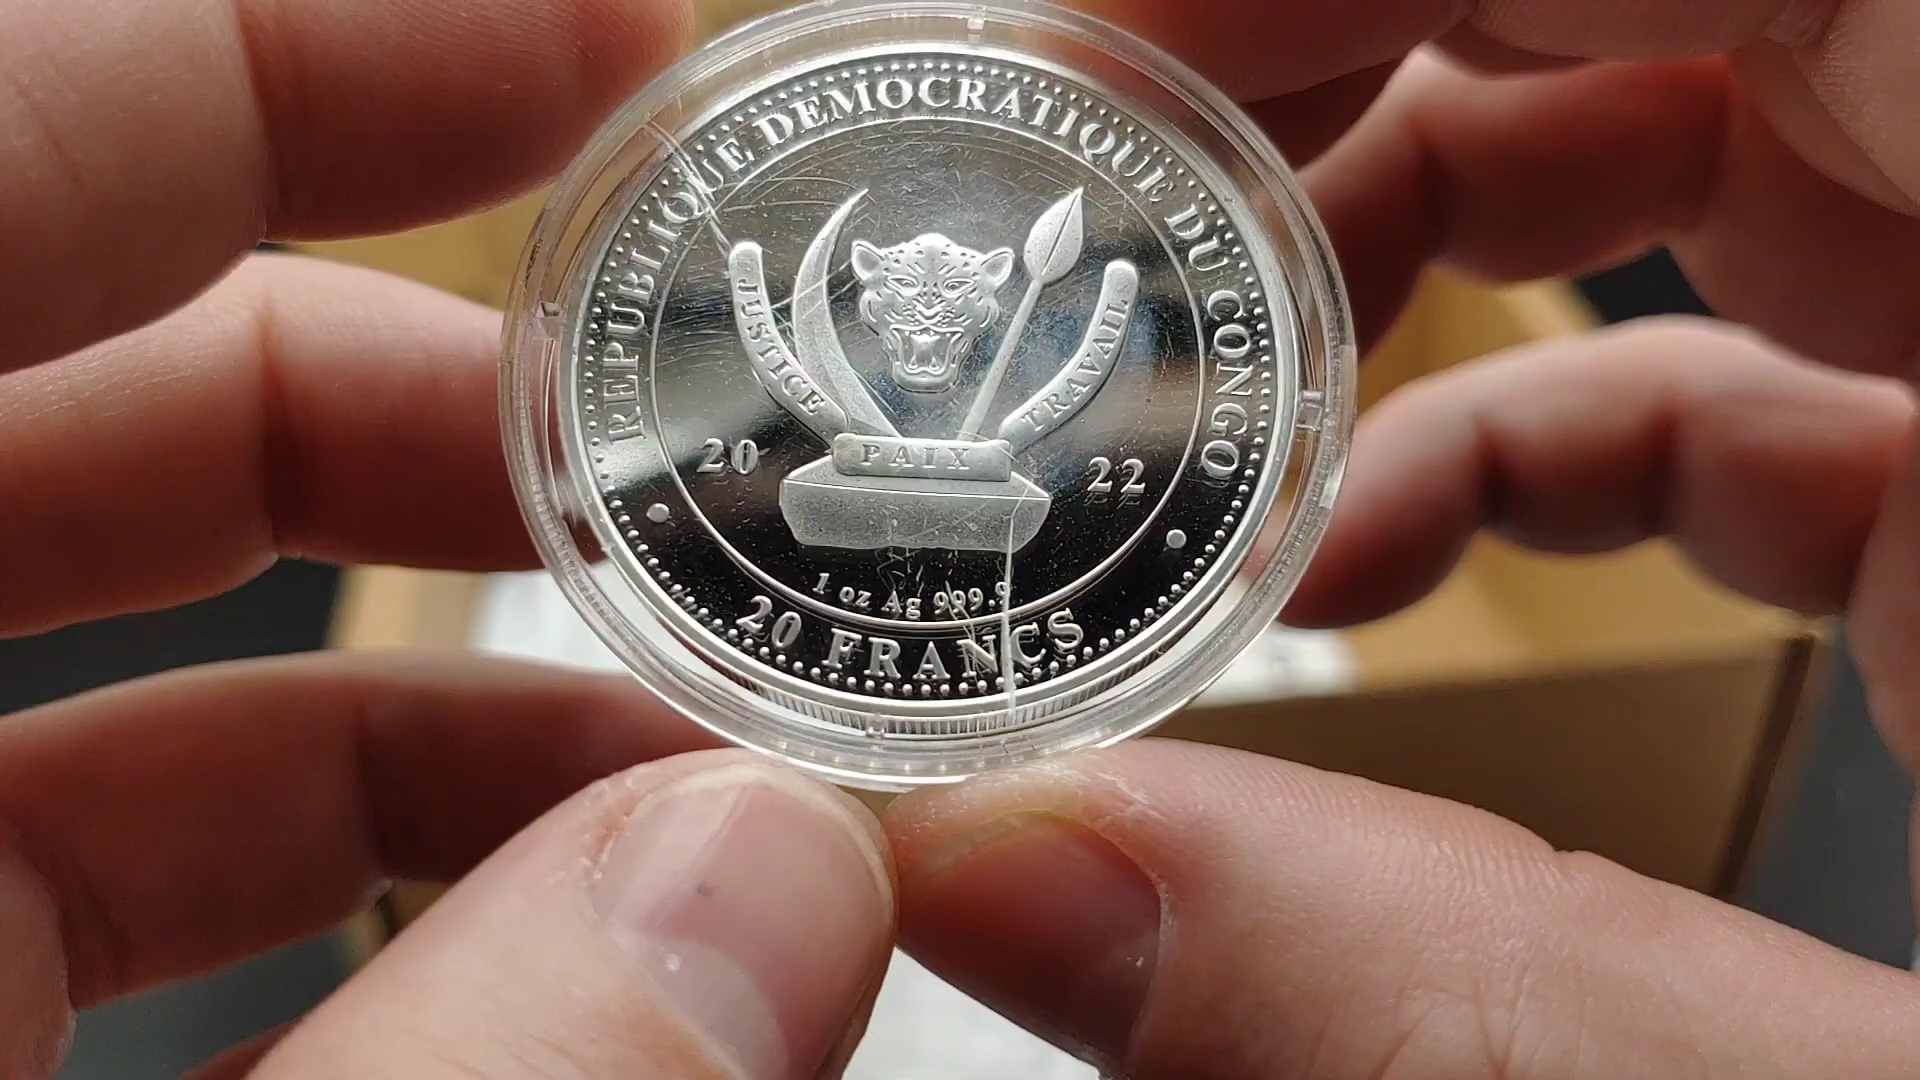 REPUBLIQUE DEMOCRATIQUE DU CONGO
JUSTICE
TRAVAIL
PAIX
20 22
1 oz Ag 999.9
20 FRANCS